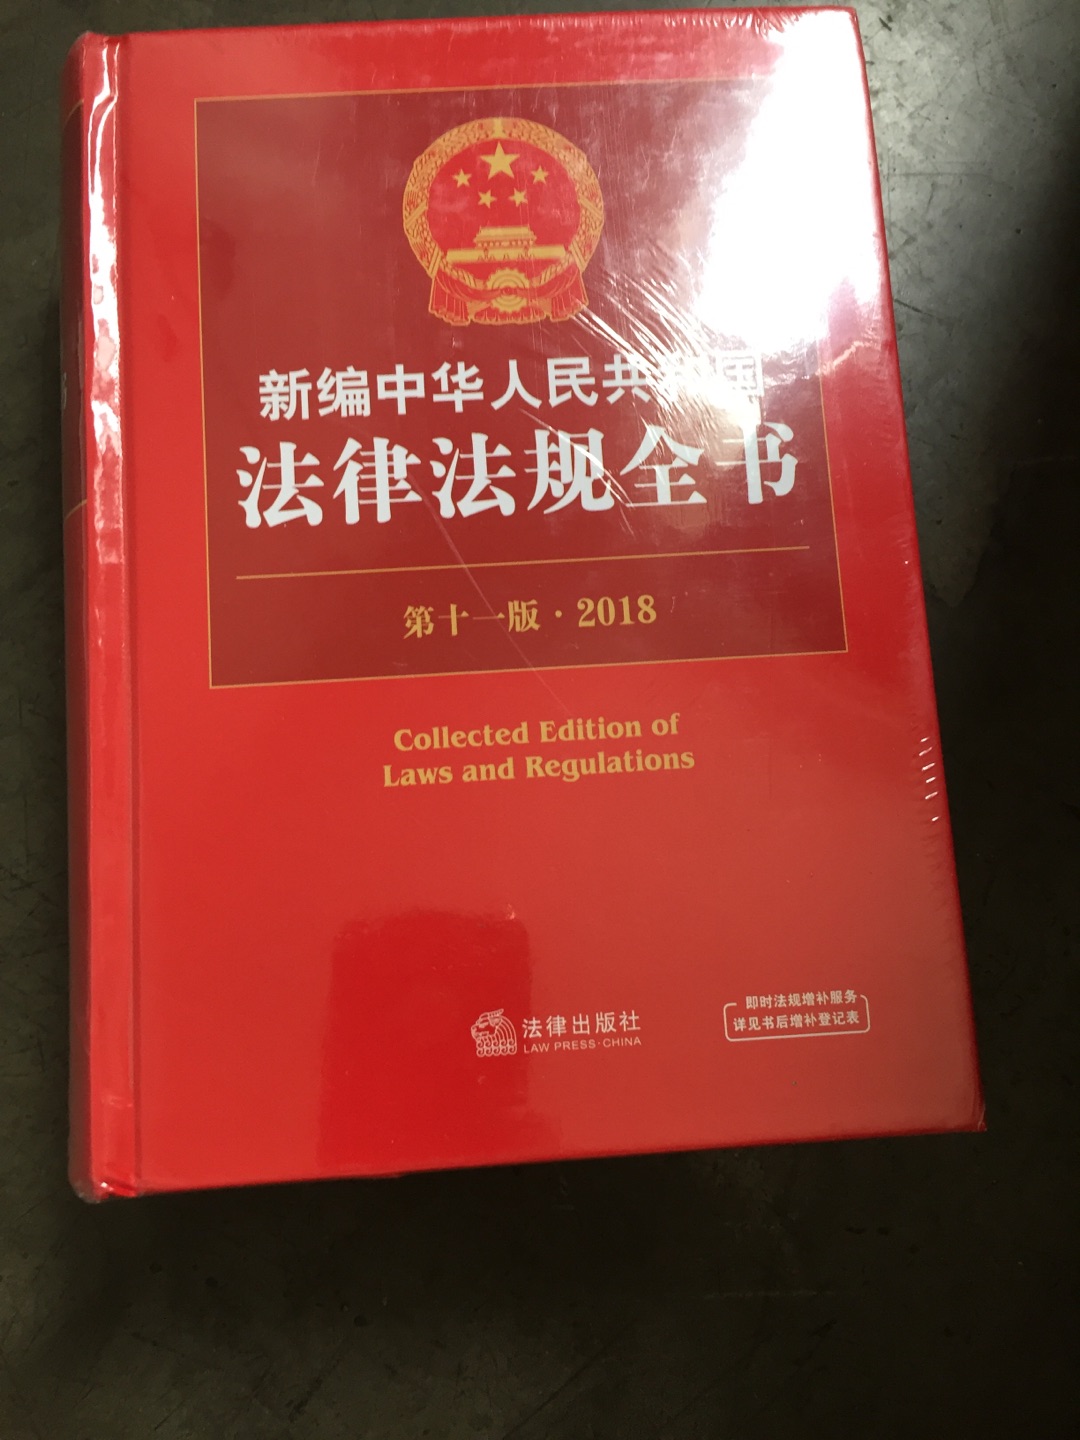 新编中华人民共和国
法律法规全书
第十一版·2018
Collected Edition of
Laws and Regulations
法律出版社
LAW PRESS·CHINA
即时法规增补服务
详见书后增补登记表